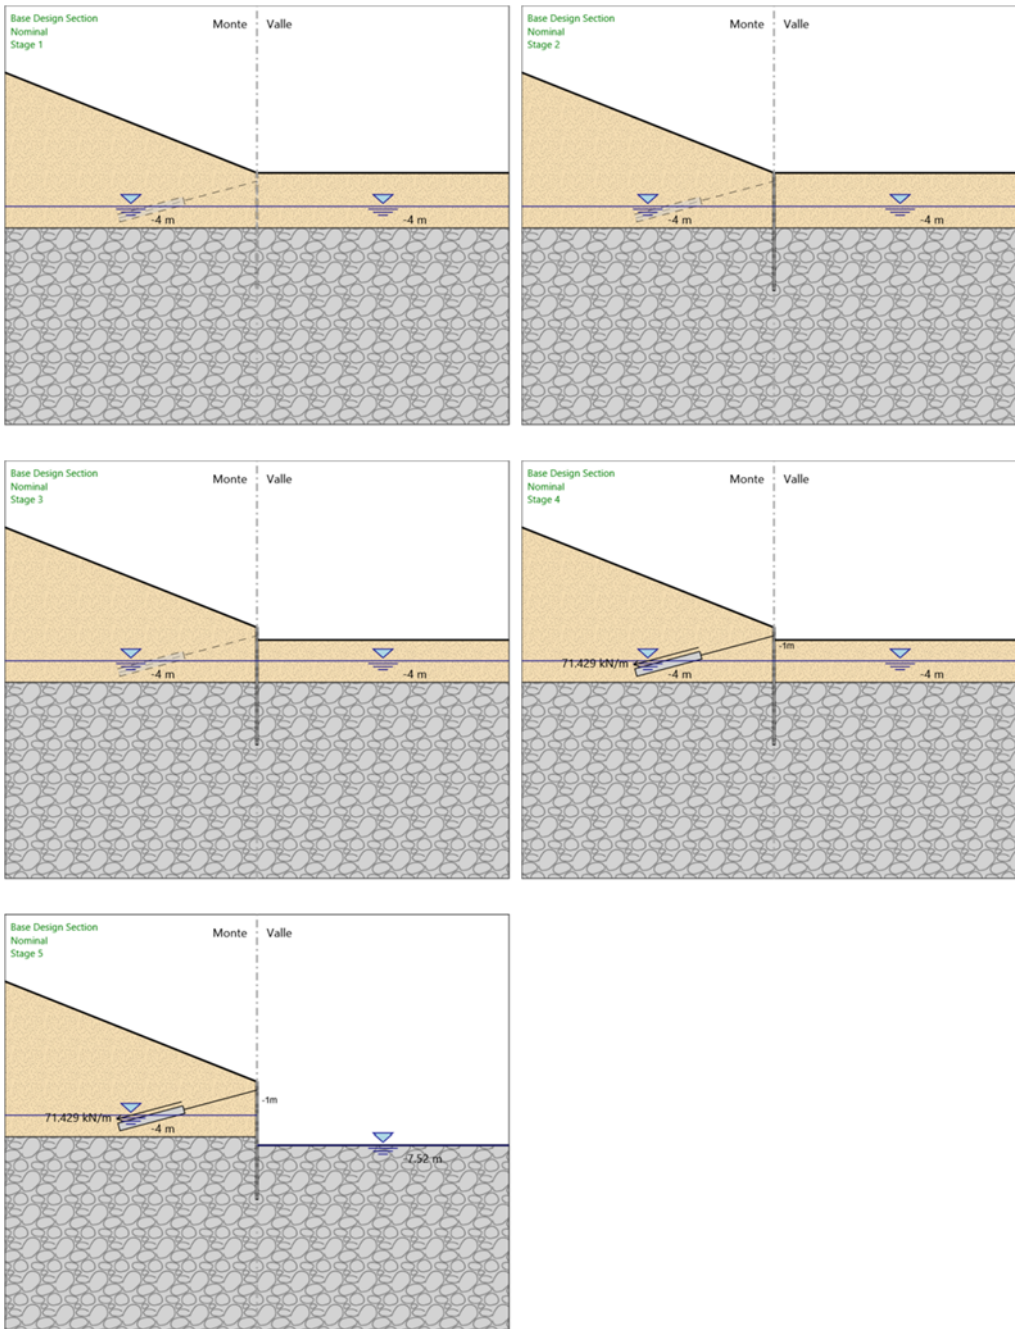 Base Design Section
Nominal
Stage 1
Monte Valle
-4 m -4 m
Base Design Section
Nominal
Stage 2
Monte Valle
-4 m -4 m
Base Design Section
Nominal
Stage 3
Monte Valle
-4 m -4 m
Base Design Section
Nominal
Stage 4
Monte Valle
-1m
71.429 kN/m
-4 m -4 m
Base Design Section
Nominal
Stage 5
Monte Valle
-1m
71.429 kN/m
-4 m
-7.52 m